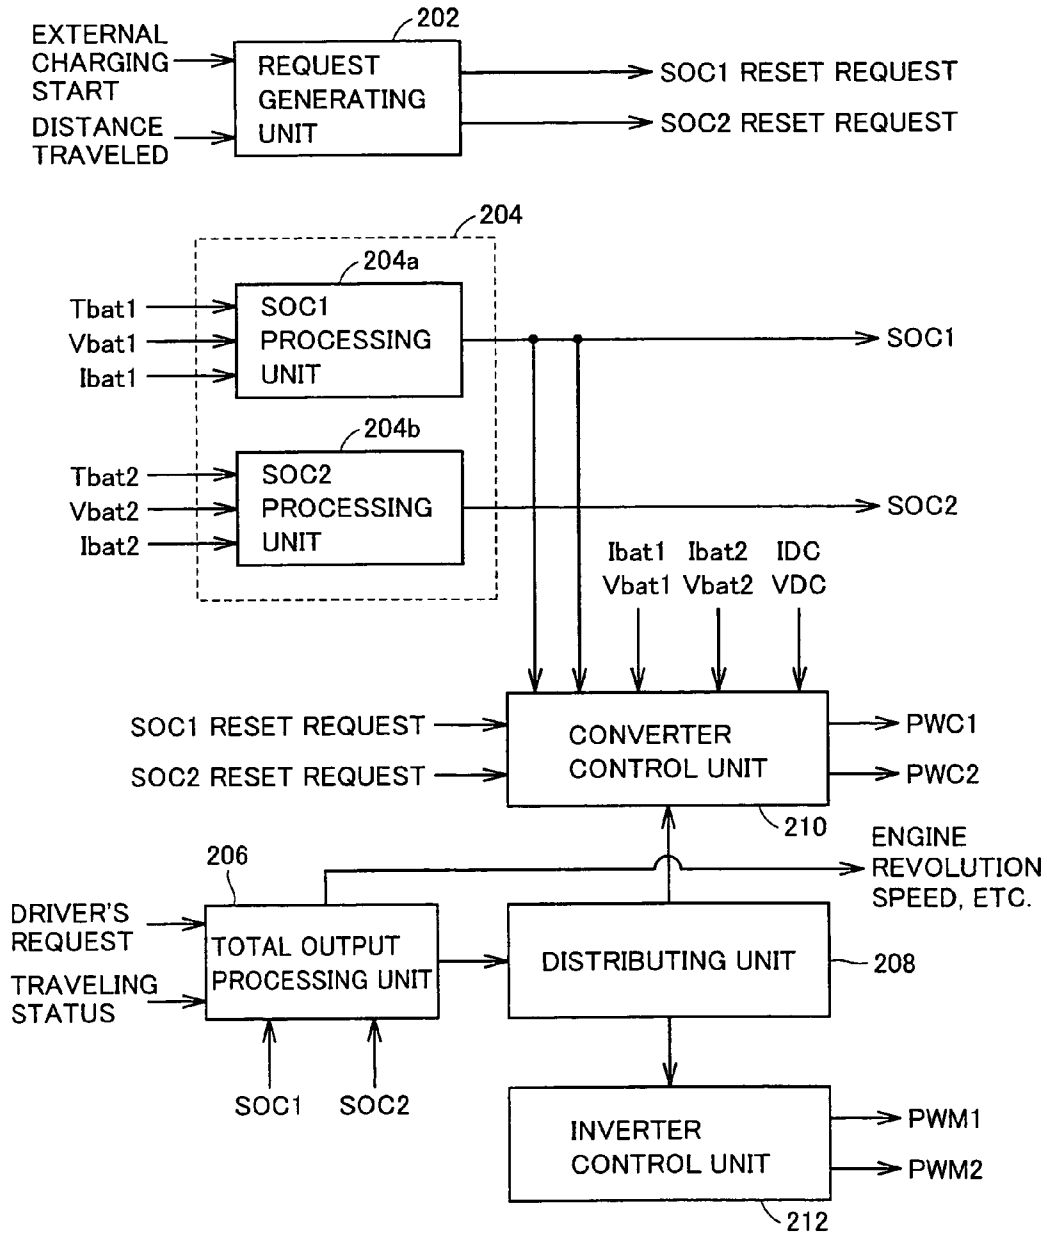 202
EXTERNAL
CHARGING
START
DISTANCE
TRAVELED
REQUEST
GENERATING
UNIT
SOC1 RESET REQUEST
SOC2 RESET REQUEST
204
204a
Tbat1
Vbat1
Ibat1
SOC1
PROCESSING
UNIT
SOC1
204b
Tbat2
Vbat2
Ibat2
SOC2
PROCESSING
UNIT
SOC2
Ibat1
Vbat1
Ibat2
Vbat2
IDC
VDC
SOC1 RESET REQUEST
SOC2 RESET REQUEST
CONVERTER
CONTROL UNIT
PWC1
PWC2
210
206
ENGINE
REVOLUTION
SPEED, ETC.
DRIVER'S
REQUEST
TRAVELING
STATUS
TOTAL OUTPUT
PROCESSING UNIT
DISTRIBUTING UNIT
208
SOC1
SOC2
INVERTER
CONTROL UNIT
PWM1
PWM2
212